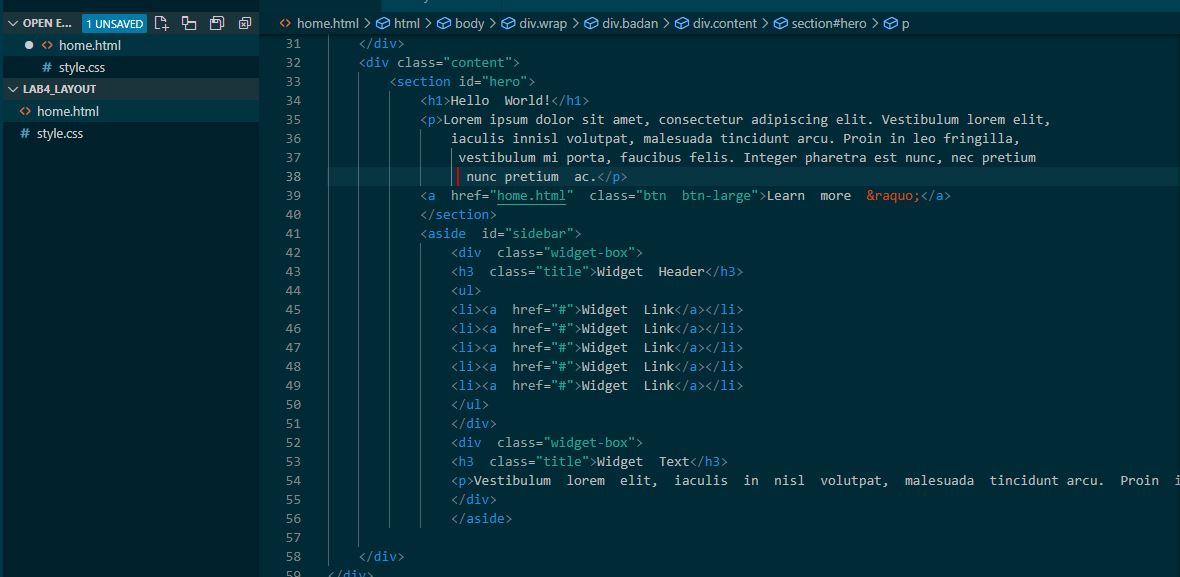 OPEN E... 1 UNSAVED
home.html
style.css
LAB4_LAYOUT
home.html
style.css
home.html > html > body > div.wrap > div.badan > div.content > section#hero > p
31 </div>
32 <div class="content">
33 <section id="hero">
34 <h1>Hello  World!</h1>
35 <p>Lorem ipsum dolor sit amet, consectetur adipiscing elit. Vestibulum lorem elit,
36 iaculis innisl volutpat, malesuada tincidunt arcu. Proin in leo fringilla,
37 vestibulum mi porta, faucibus felis. Integer pharetra est nunc, nec pretium
38 nunc pretium  ac.</p>
39 <a  href="home.html"  class="btn  btn-large">Learn  more  &raquo;</a>
40 </section>
41 <aside  id="sidebar">
42 <div  class="widget-box">
43 <h3  class="title">Widget  Header</h3>
44 <ul>
45 <li><a  href="#">Widget  Link</a></li>
46 <li><a  href="#">Widget  Link</a></li>
47 <li><a  href="#">Widget  Link</a></li>
48 <li><a  href="#">Widget  Link</a></li>
49 <li><a  href="#">Widget  Link</a></li>
50 </ul>
51 </div>
52 <div  class="widget-box">
53 <h3  class="title">Widget  Text</h3>
54 <p>Vestibulum  lorem  elit,  iaculis  in  nisl  volutpat,  malesuada  tincidunt arcu.  Proin  i
55 </div>
56 </aside>
57
58 </div>
59 </div>